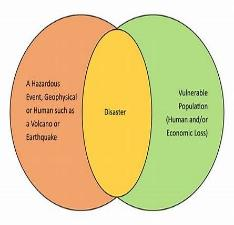 A Hazardous
Event, Geophysical
or Human such as
a Volcano or
Earthquake
Disaster
Vulnerable
Population
(Human and/or
Economic Loss)